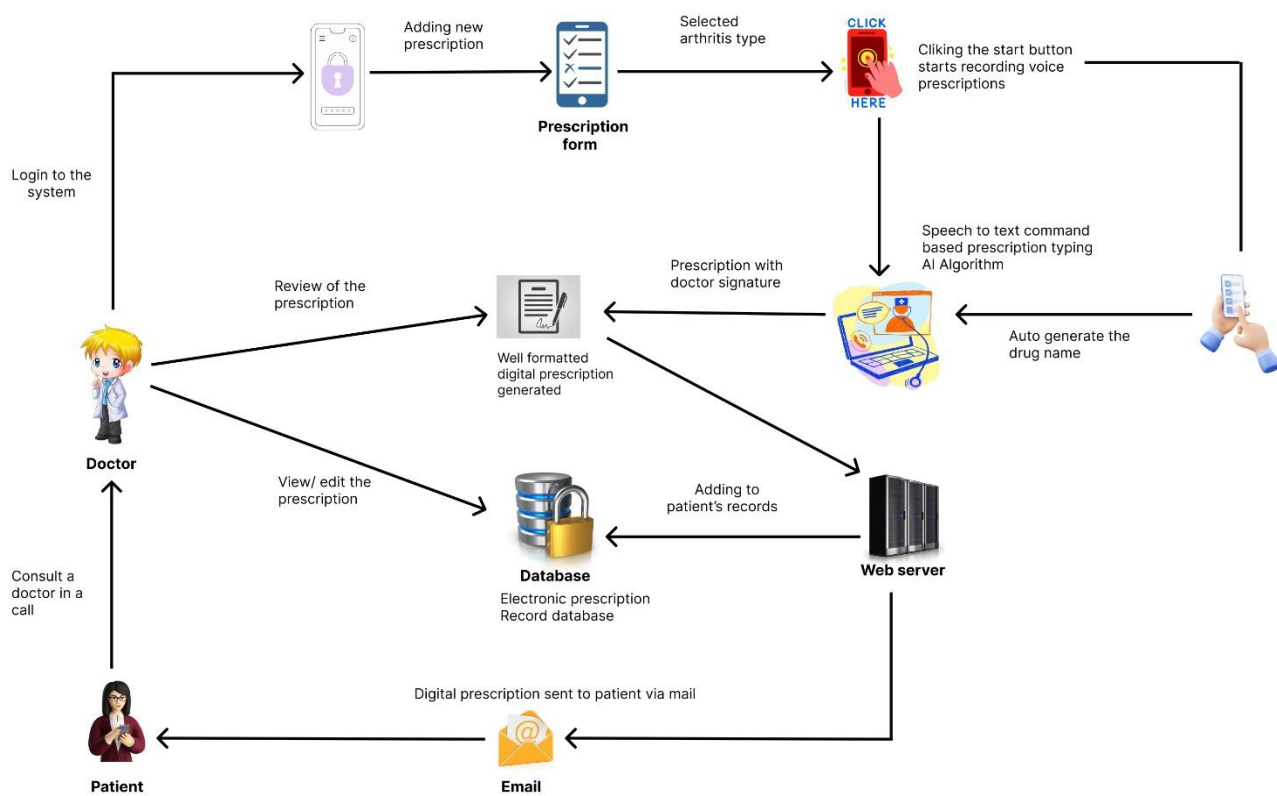 Adding new
prescription
Selected
arthritis type
CLICK
HERE
Cliking the start button
starts recording voice
prescriptions
Prescription
form
Login to the
system
Speech to text command
based prescription typing
AI Algorithm
Review of the
prescription
Prescription with
doctor signature
Auto generate the
drug name
Well formatted
digital prescription
generated
Doctor
View/ edit the
prescription
Adding to
patient's records
Database
Electronic prescription
Record database
Web server
Consult a
doctor in a
call
Digital prescription sent to patient via mail
@
Patient
Email